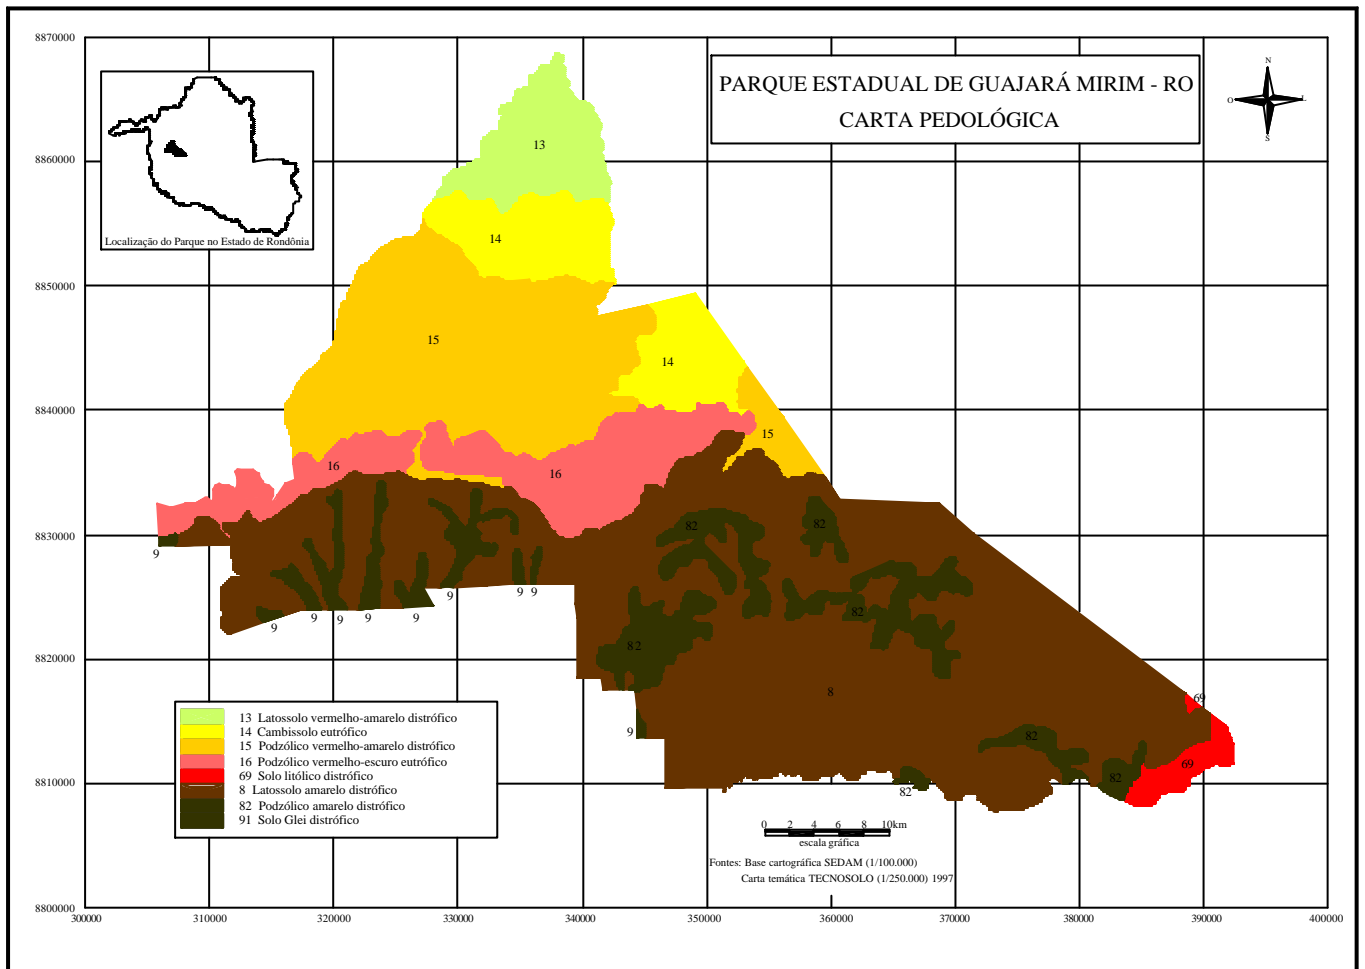 PARQUE ESTADUAL DE GUAJARÁ MIRIM - RO
CARTA PEDOLÓGICA
N
O
L
S
Localização do Parque no Estado de Rondônia
8870000
8860000
8850000
8840000
8830000
8820000
8810000
8800000
13
14
15
14
15
16
16
82
82
9
9
9
9
9
9
9
9
9
82
82
8
9
69
82
69
82
82
13 Latossolo vermelho-amarelo distrófico
14 Cambissolo eutrófico
15 Podzólico vermelho-amarelo distrófico
16 Podzólico vermelho-escuro eutrófico
69 Solo litólico distrófico
8 Latossolo amarelo distrófico
82 Podzólico amarelo distrófico
91 Solo Glei distrófico
0 2 4 6 8 10km
escala gráfica
Fontes: Base cartográfica SEDAM (1/100.000)
Carta temática TECNOSOLO (1/250.000) 1997
300000 310000 320000 330000 340000 350000 360000 370000 380000 390000 400000